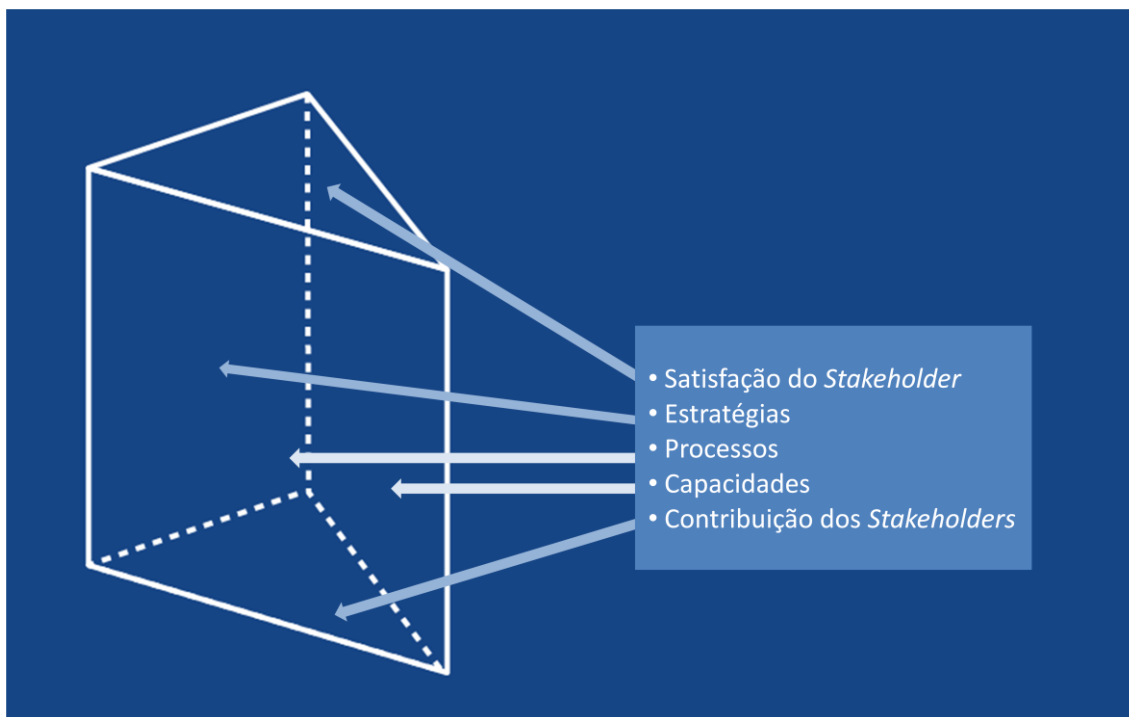 • Satisfação do Stakeholder
• Estratégias
• Processos
• Capacidades
• Contribuição dos Stakeholders